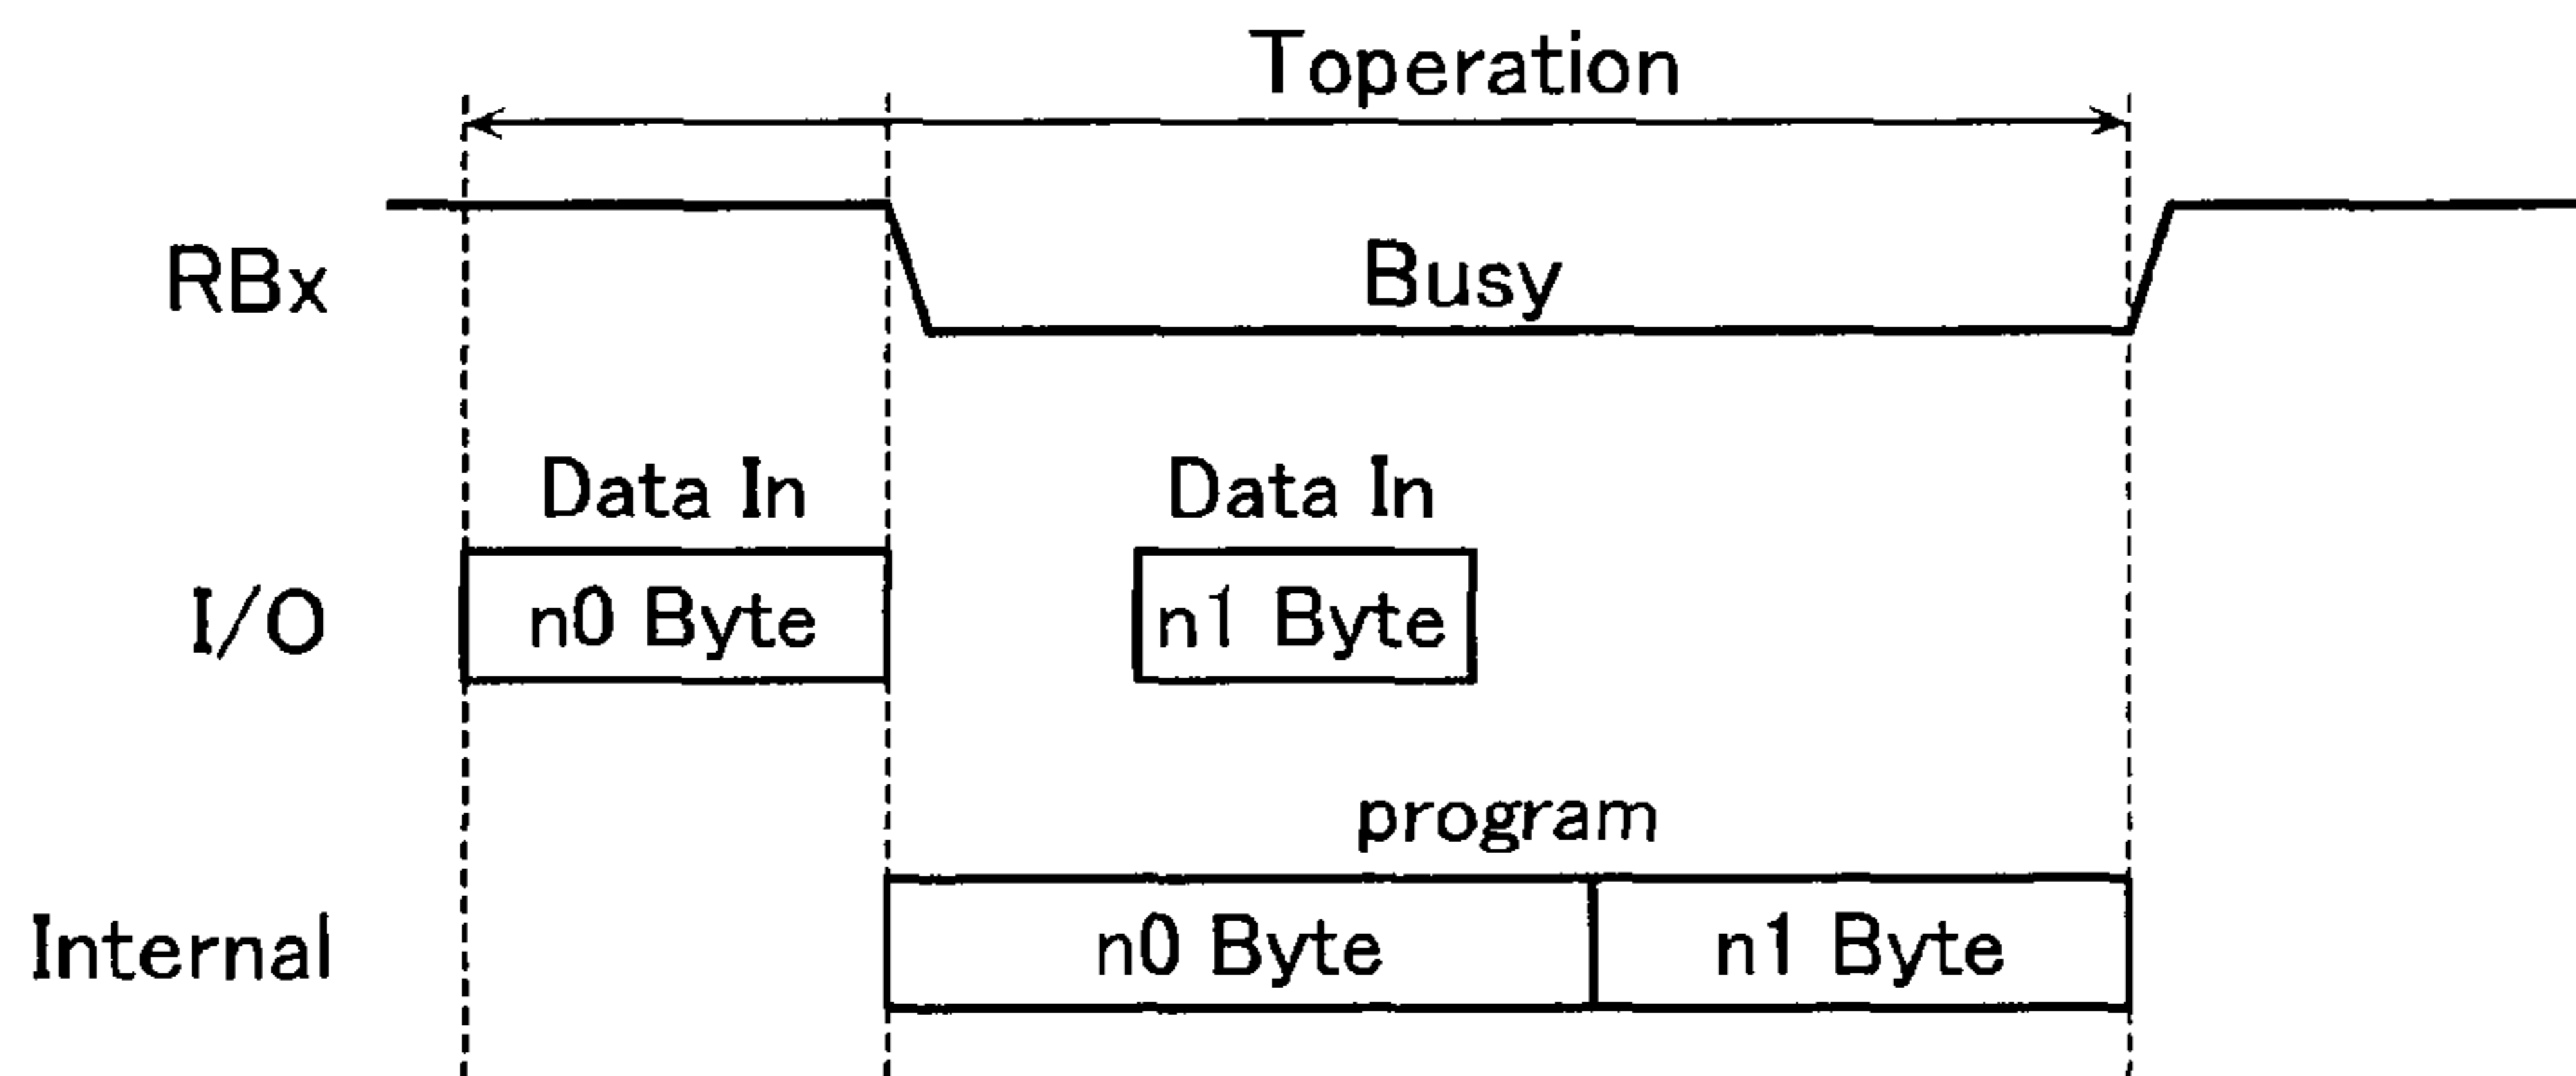 Toperation
RBx
Busy
Data In
Data In
I/O
n0 Byte
n1 Byte
program
Internal
n0 Byte
n1 Byte